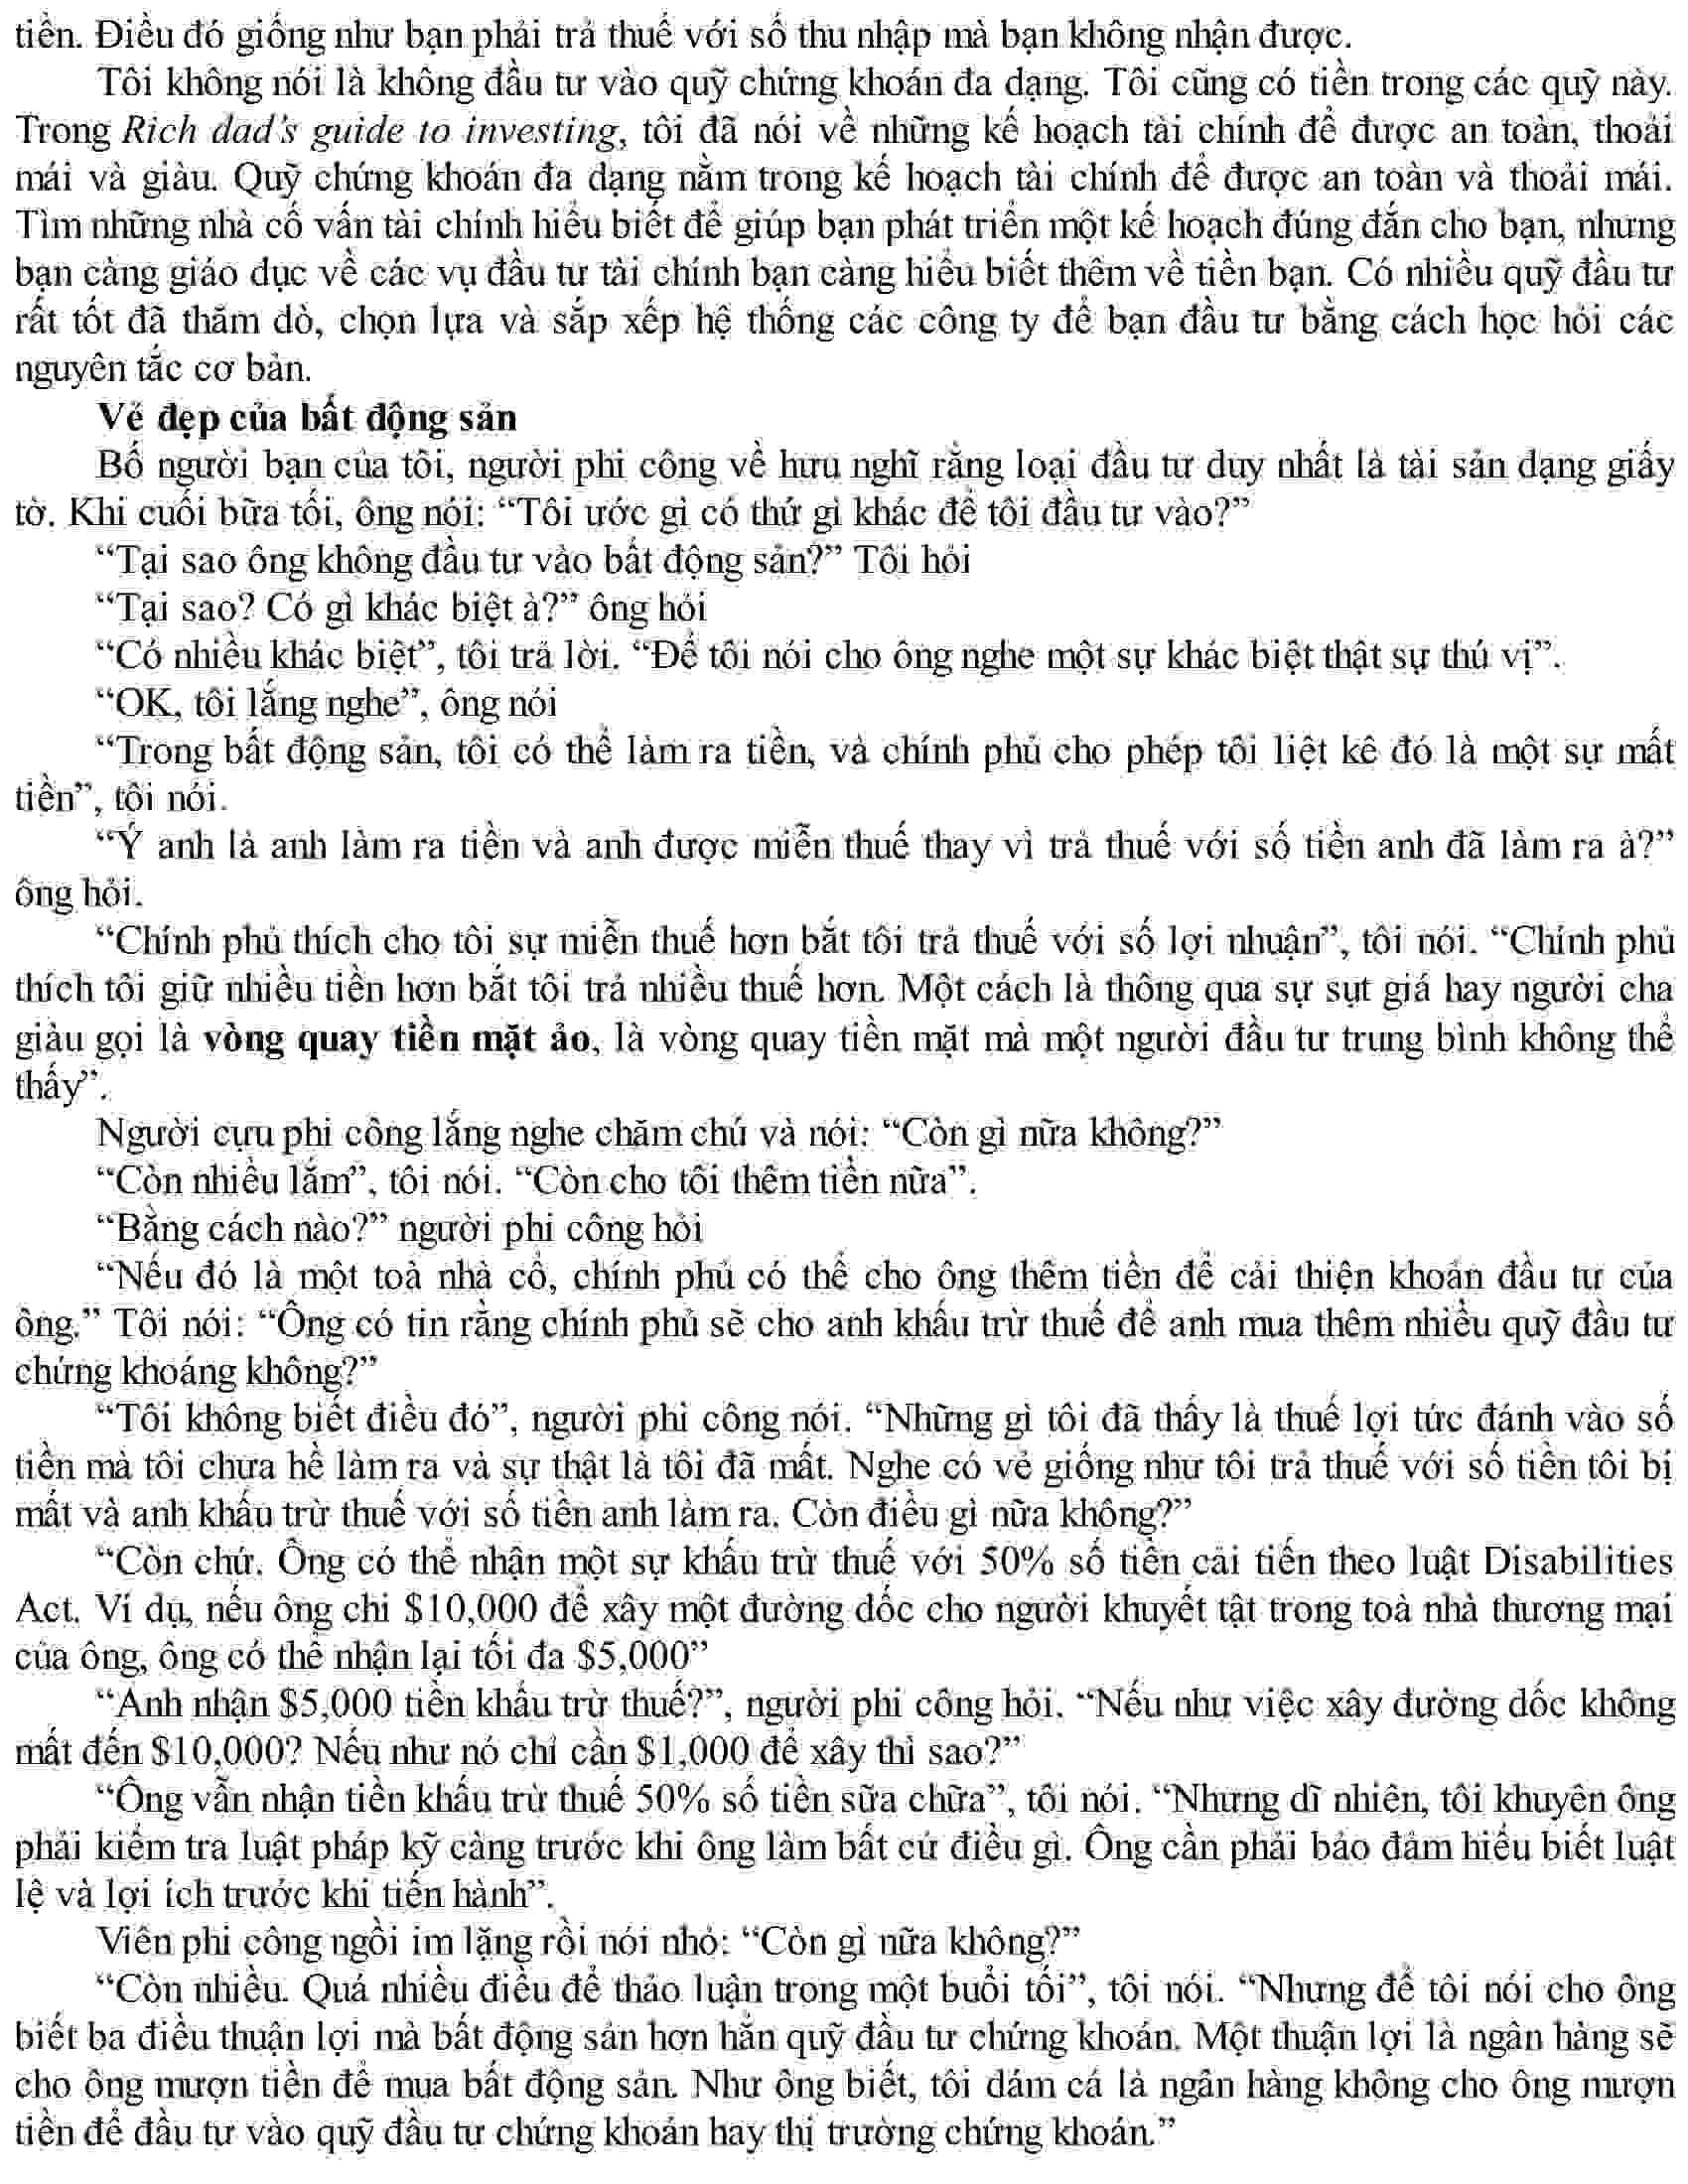 tiền. Điều đó giống như bạn phải trả thuế với số thu nhập mà bạn không nhận được.
Tôi không nói là không đầu tư vào quỹ chứng khoán đa dạng. Tôi cũng có tiền trong các quỹ này.
Trong Rich dad's guide to investing, tôi đã nói về những kế hoạch tài chính để được an toàn, thoải
mái và giàu. Quỹ chứng khoán đa dạng nằm trong kế hoạch tài chính để được an toàn và thoải mái.
Tìm những nhà cố vấn tài chính hiểu biết để giúp bạn phát triển một kế hoạch đúng đắn cho bạn, nhưng
bạn càng giáo dục về các vụ đầu tư tài chính bạn càng hiểu biết thêm về tiền bạn. Có nhiều quỹ đầu tư
rất tốt đã thăm dò, chọn lựa và sắp xếp hệ thống các công ty để bạn đầu tư bằng cách học hỏi các
nguyên tắc cơ bản.
Vẻ đẹp của bất động sản
Bố người bạn của tôi, người phi công về hưu nghĩ rằng loại đầu tư duy nhất là tài sản dạng giấy
tờ. Khi cuối bữa tối, ông nói: “Tôi ước gì có thứ gì khác để tôi đầu tư vào?”
“Tại sao ông không đầu tư vào bất động sản?” Tôi hỏi
“Tại sao? Có gì khác biệt à?” ông hỏi
“Có nhiều khác biệt”, tôi trả lời. “Để tôi nói cho ông nghe một sự khác biệt thật sự thú vị”.
“OK, tôi lắng nghe”, ông nói
“Trong bất động sản, tôi có thể làm ra tiền, và chính phủ cho phép tôi liệt kê đó là một sự mất
tiền”, tôi nói.
“Ý anh là anh làm ra tiền và anh được miễn thuế thay vì trả thuế với số tiền anh đã làm ra à?”
ông hỏi.
“Chính phủ thích cho tôi sự miễn thuế hơn bắt tôi trả thuế với số lợi nhuận”, tôi nói. “Chính phủ
thích tôi giữ nhiều tiền hơn bắt tôi trả nhiều thuế hơn. Một cách là thông qua sự sụt giá hay người cha
giàu gọi là vòng quay tiền mặt ảo, là vòng quay tiền mặt mà một người đầu tư trung bình không thể
thấy”.
Người cựu phi công lắng nghe chăm chú và nói: “Còn gì nữa không?”
“Còn nhiều lắm”, tôi nói. “Còn cho tôi thêm tiền nữa”.
“Bằng cách nào?” người phi công hỏi
“Nếu đó là một toà nhà cổ, chính phủ có thể cho ông thêm tiền để cải thiện khoản đầu tư của
ông.” Tôi nói: “Ông có tin rằng chính phủ sẽ cho anh khấu trừ thuế để anh mua thêm nhiều quỹ đầu tư
chứng khoáng không?”
“Tôi không biết điều đó”, người phi công nói. “Những gì tôi đã thấy là thuế lợi tức đánh vào số
tiền mà tôi chưa hề làm ra và sự thật là tôi đã mất. Nghe có vẻ giống như tôi trả thuế với số tiền tôi bị
mất và anh khấu trừ thuế với số tiền anh làm ra. Còn điều gì nữa không?”
“Còn chứ. Ông có thể nhận một sự khấu trừ thuế với 50% số tiền cải tiến theo luật Disabilities
Act. Ví dụ, nếu ông chi $10,000 để xây một đường dốc cho người khuyết tật trong toà nhà thương mại
của ông, ông có thể nhận lại tối đa $5,000”
“Anh nhận $5,000 tiền khấu trừ thuế?”, người phi công hỏi. “Nếu như việc xây đường dốc không
mất đến $10,000? Nếu như nó chỉ cần $1,000 để xây thì sao?”
“Ông vẫn nhận tiền khấu trừ thuế 50% số tiền sữa chữa”, tôi nói. “Nhưng dĩ nhiên, tôi khuyên ông
phải kiểm tra luật pháp kỹ càng trước khi ông làm bất cứ điều gì. Ông cần phải bảo đảm hiểu biết luật
lệ và lợi ích trước khi tiến hành”.
Viên phi công ngồi im lặng rồi nói nhỏ: “Còn gì nữa không?”
“Còn nhiều. Quá nhiều điều để thảo luận trong một buổi tối”, tôi nói. “Nhưng để tôi nói cho ông
biết ba điều thuận lợi mà bất động sản hơn hẳn quỹ đầu tư chứng khoán. Một thuận lợi là ngân hàng sẽ
cho ông mượn tiền để mua bất động sản. Như ông biết, tôi dám cá là ngân hàng không cho ông mượn
tiền để đầu tư vào quỹ đầu tư chứng khoán hay thị trường chứng khoán.”